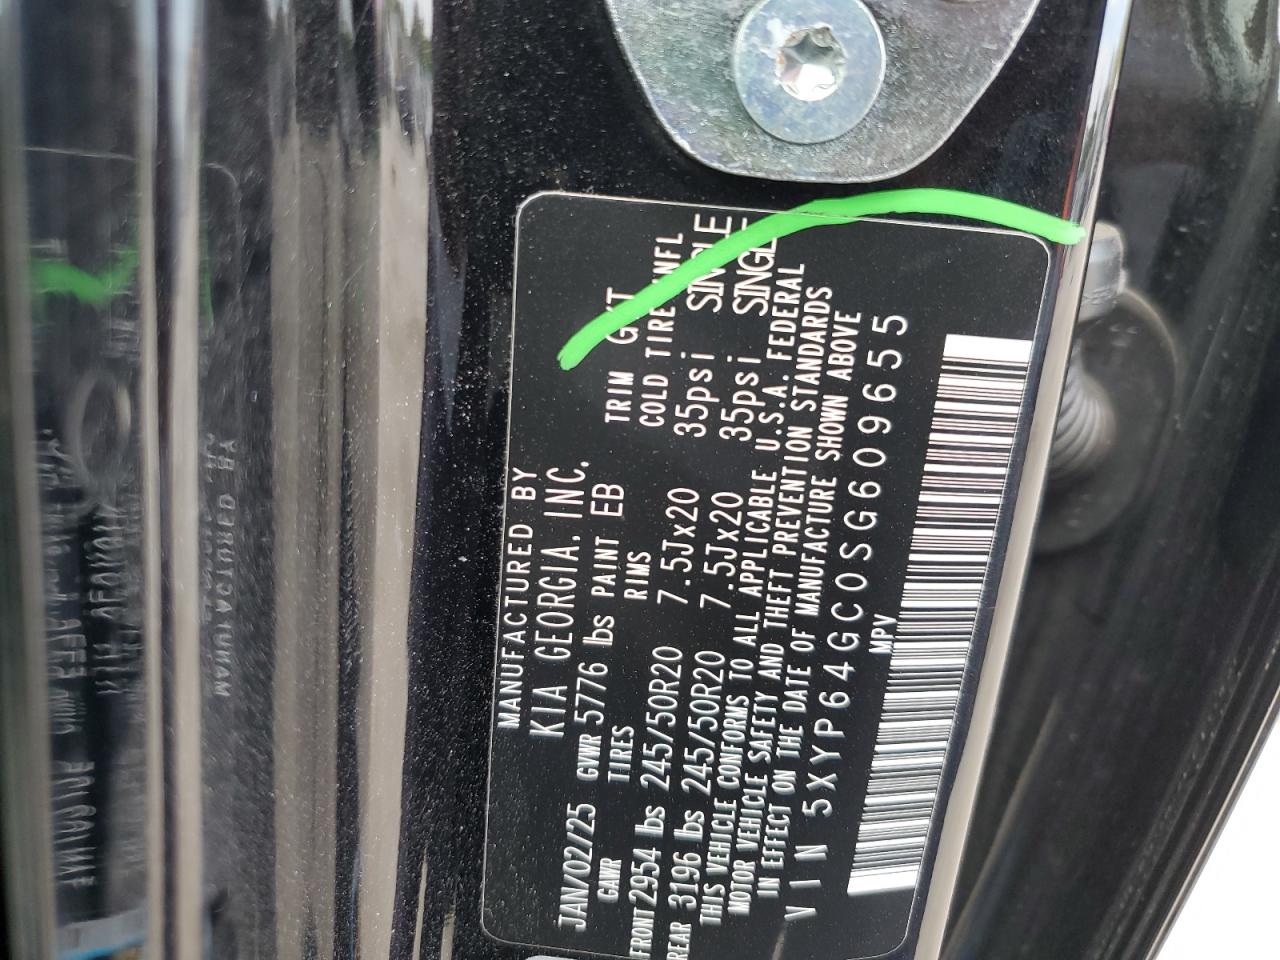 MANUFACTURED BY
KIA GEORGIA, INC.
JAN/02/25 GVWR 5776 lbs PAINT EB TRIM
GAWR TIRES RIMS COLD TIRE INFL
FRONT 2954 lbs 245/50R20 7.5Jx20 35psi SINGLE
REAR 3196 lbs 245/50R20 7.5Jx20 35psi SINGLE
THIS VEHICLE CONFORMS TO ALL APPLICABLE U.S.A. FEDERAL
MOTOR VEHICLE SAFETY AND THEFT PREVENTION STANDARDS
IN EFFECT ON THE DATE OF MANUFACTURE SHOWN ABOVE
VIN 5XYP64GC0SG609655
MPV